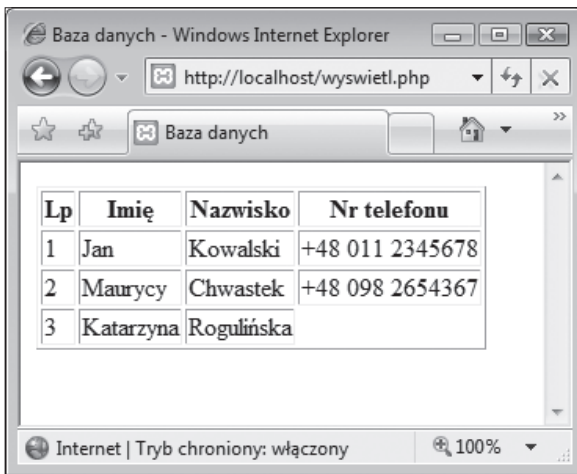 Baza danych - Windows Internet Explorer
http://localhost/wyswietl.php
Baza danych
Lp Imię Nazwisko Nr telefonu
1 Jan Kowalski +48 011 2345678
2 Maurycy Chwastek +48 098 2654367
3 Katarzyna Rogulińska
Internet | Tryb chroniony: włączony 100%